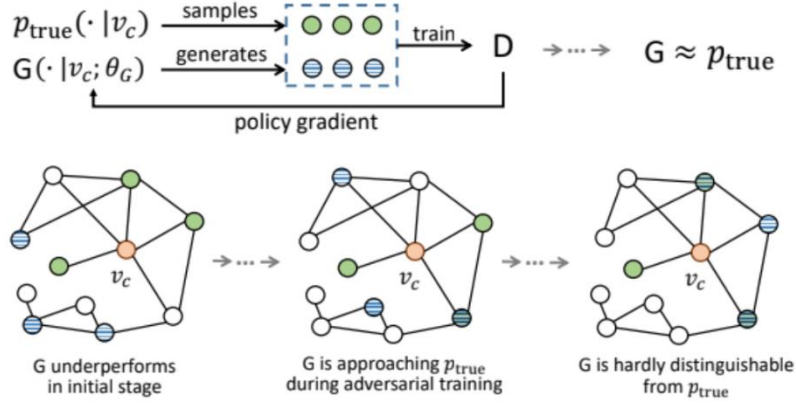 p_true(· |v_c) samples
G(· |v_c; θ_G) generates
train D ... G ≈ p_true
policy gradient
v_c ... v_c ... v_c
G underperforms
in initial stage
G is approaching p_true
during adversarial training
G is hardly distinguishable
from p_true